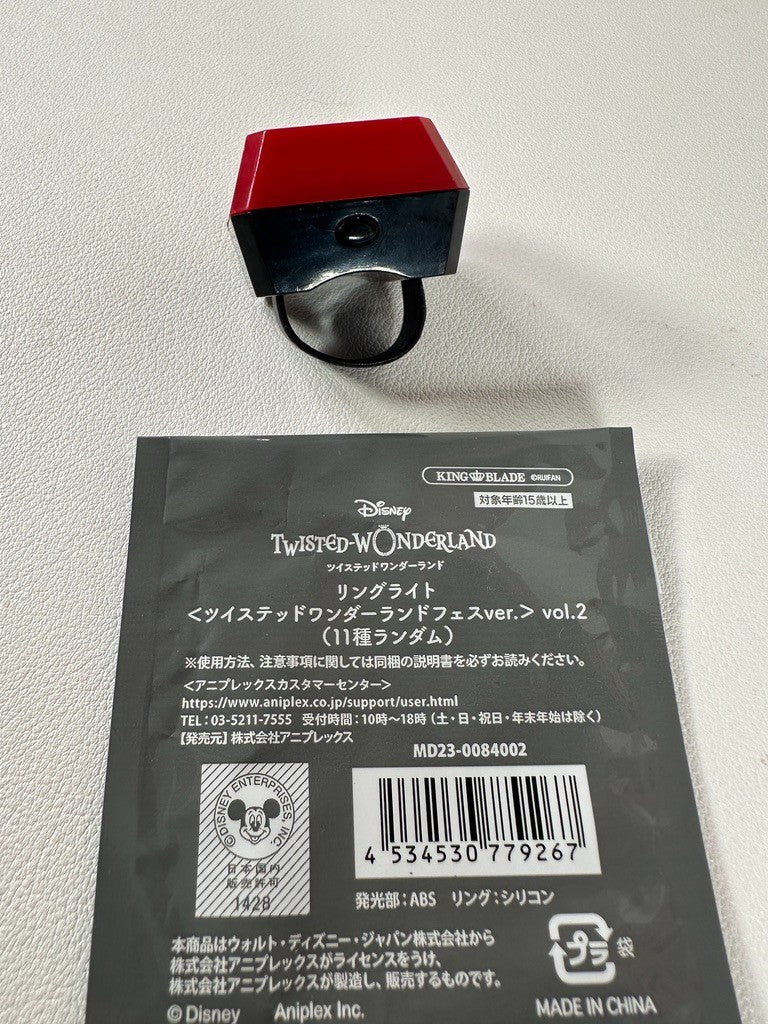 KING BLADE ©RUIFAN
対象年齢15歳以上
Disney
TWISTED-WONDERLAND
ツイステッドワンダーランド
リングライト
<ツイステッドワンダーランドフェスver.> vol.2
(11種ランダム)
※使用方法、注意事項に関しては同梱の説明書を必ずお読みください。
<アニプレックスカスタマーセンター>
https://www.aniplex.co.jp/support/user.html
TEL:03-5211-7555 受付時間:10時〜18時(土・日・祝日・年末年始は除く)
【発売元】株式会社アニプレックス
MD23-0084002
©DISNEY ENTERPRISES, INC.
日本国内
販売許可
1428
4 534530 779267
発光部:ABS リング:シリコン
本商品はウォルト・ディズニー・ジャパン株式会社から
株式会社アニプレックスがライセンスをうけ、
株式会社アニプレックスが製造し、販売するものです。
プラ
袋
©Disney Aniplex Inc.
MADE IN CHINA